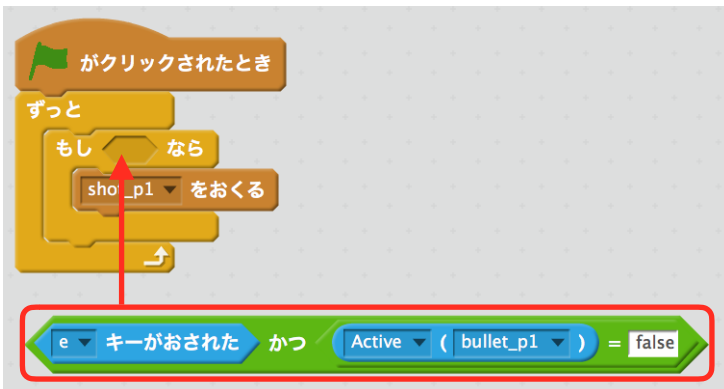 がクリックされたとき
ずっと
もし なら
shot_p1 をおくる
e キーがおされた かつ Active ( bullet_p1 ) = false